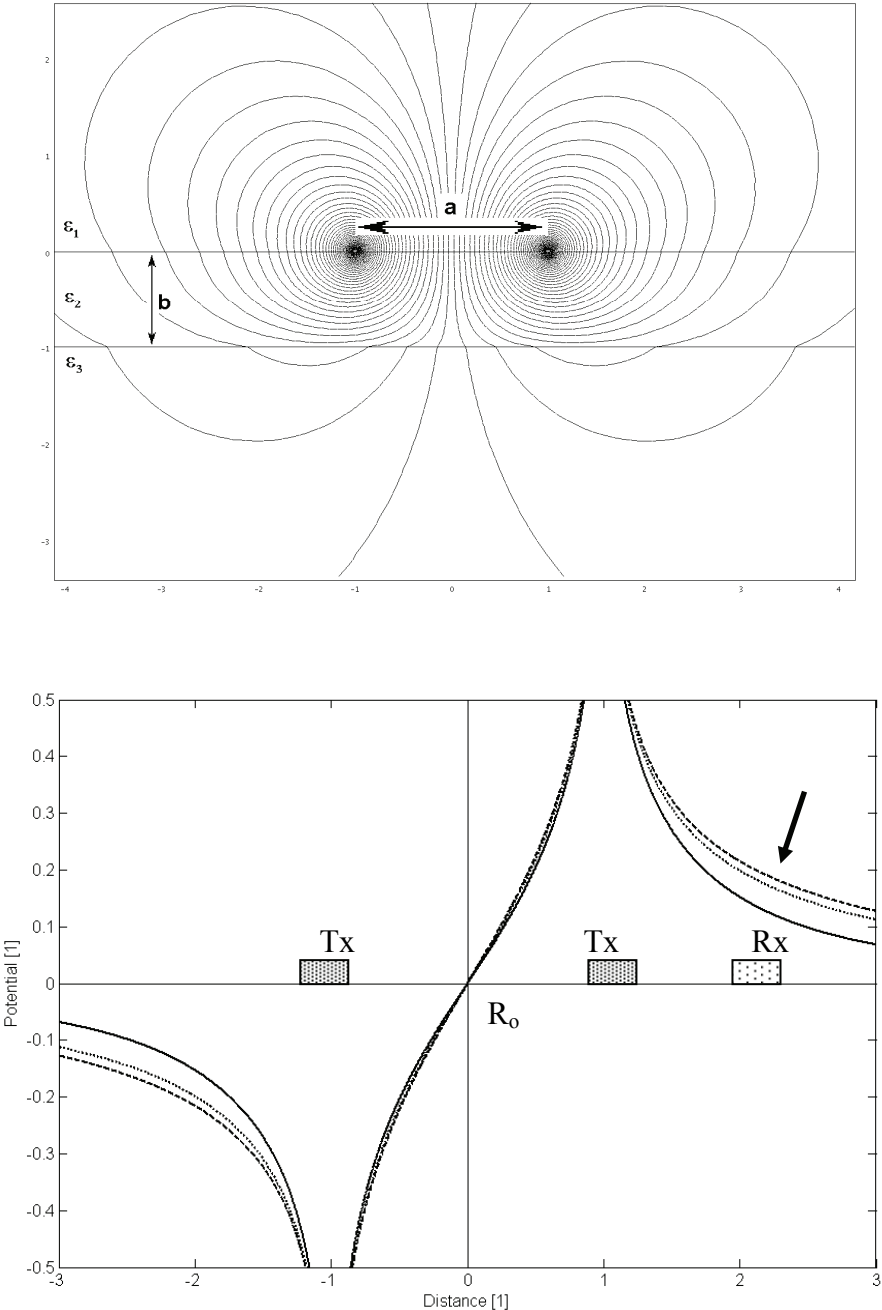 2
1
a
ε1
0
ε2
b
-1
ε3
-2
-3
-4 -3 -2 -1 0 1 2 3 4
0.5
0.4
0.3
0.2
0.1
Tx Tx Rx
0
Ro
Potential [1]
-0.1
-0.2
-0.3
-0.4
-0.5
-3 -2 -1 0 1 2 3
Distance [1]